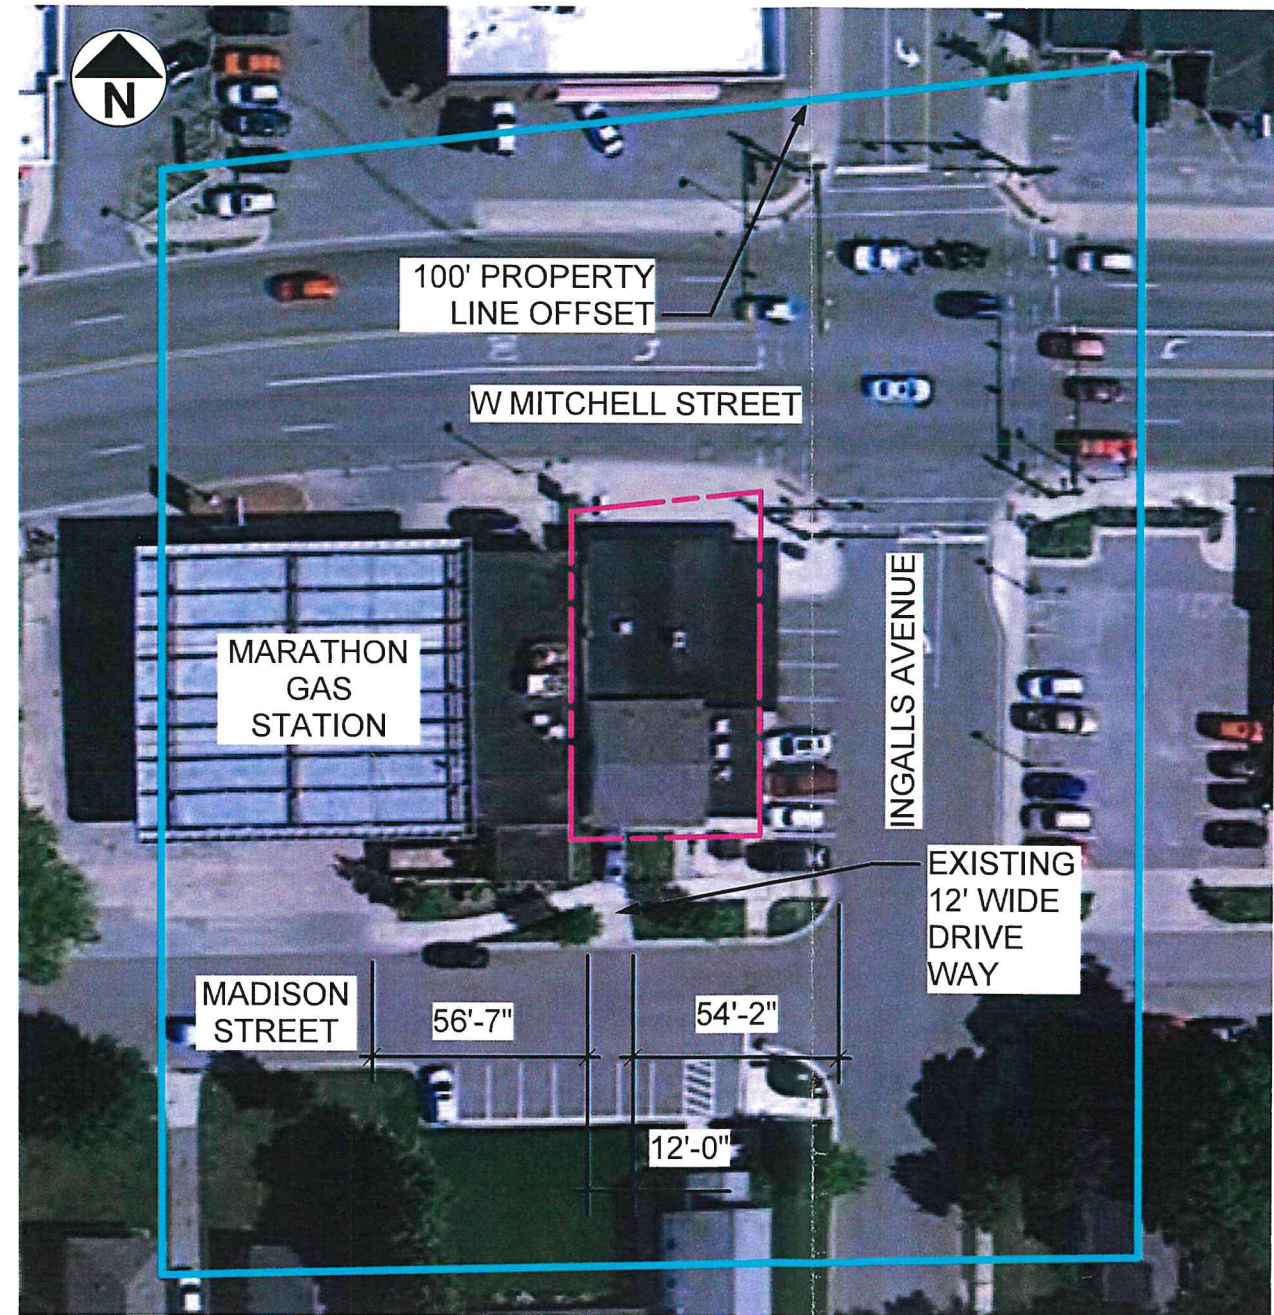 N
100' PROPERTY
LINE OFFSET
W MITCHELL STREET
MARATHON
GAS
STATION
INGALLS AVENUE
EXISTING
12' WIDE
DRIVE
WAY
MADISON
STREET
56'-7"
54'-2"
12'-0"